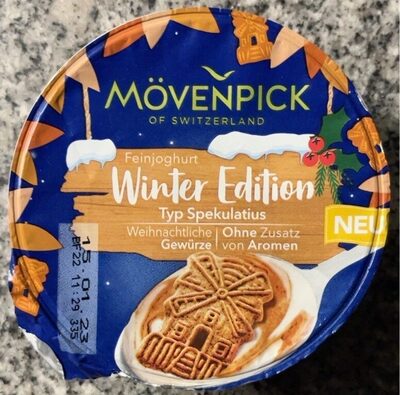 MÖVENPICK
OF SWITZERLAND
Feinjoghurt
Winter Edition
Typ Spekulatius
Weihnachtliche Gewürze
Ohne Zusatz von Aromen
NEU
15.01.23
BF22 11:29 335